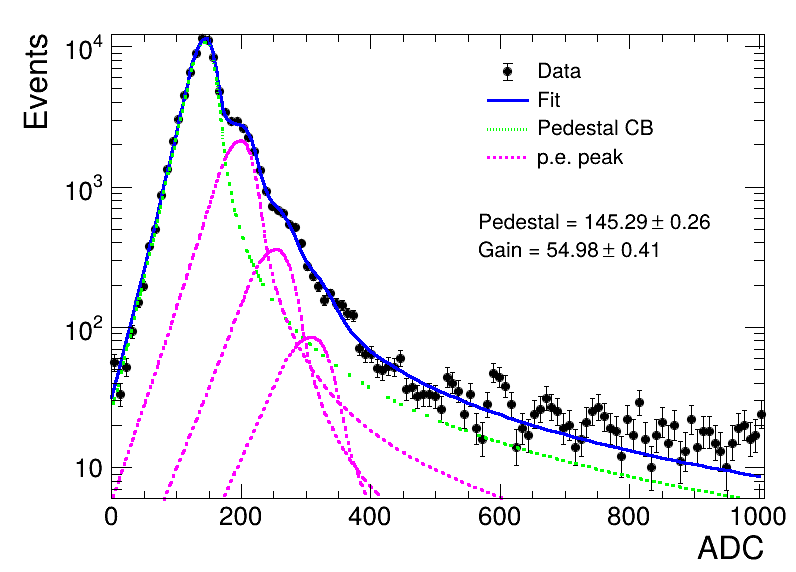 Events
10⁴
10³
10²
10
Data
Fit
Pedestal CB
p.e. peak
Pedestal = 145.29 ± 0.26
Gain = 54.98 ± 0.41
0 200 400 600 800 1000
ADC